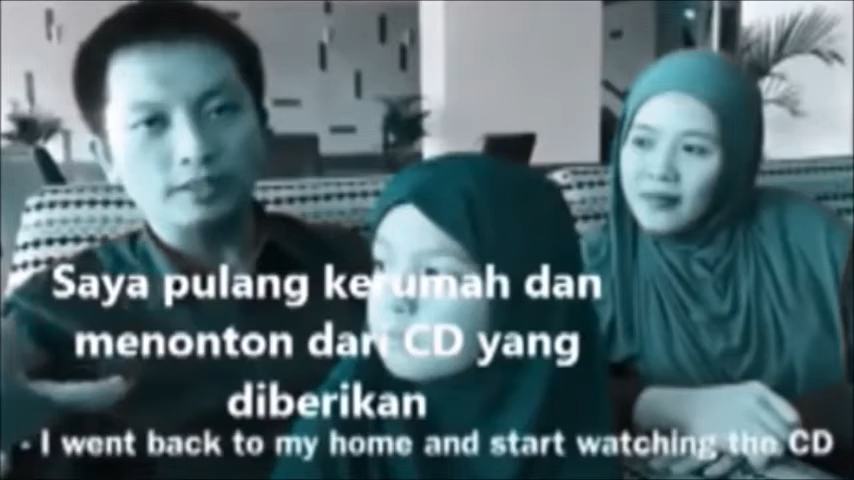 Saya pulang kerumah dan
menonton dari CD yang
diberikan
- I went back to my home and start watching the CD